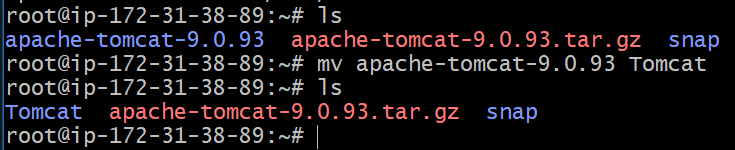 root@ip-172-31-38-89:~# ls
apache-tomcat-9.0.93  apache-tomcat-9.0.93.tar.gz  snap
root@ip-172-31-38-89:~# mv apache-tomcat-9.0.93 Tomcat
root@ip-172-31-38-89:~# ls
Tomcat  apache-tomcat-9.0.93.tar.gz  snap
root@ip-172-31-38-89:~#